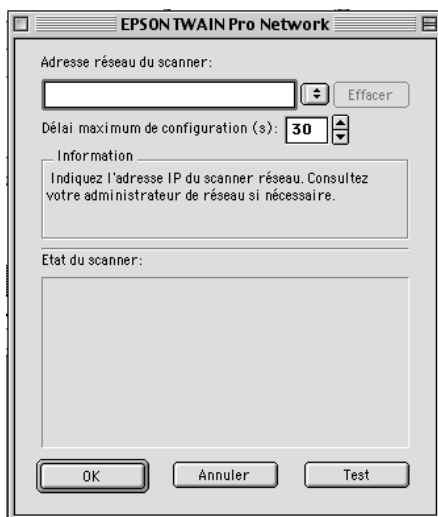 EPSON TWAIN Pro Network
Adresse réseau du scanner:
Effacer
Délai maximum de configuration (s): 30
Information
Indiquez l'adresse IP du scanner réseau. Consultez
votre administrateur de réseau si nécessaire.
Etat du scanner:
OK Annuler Test